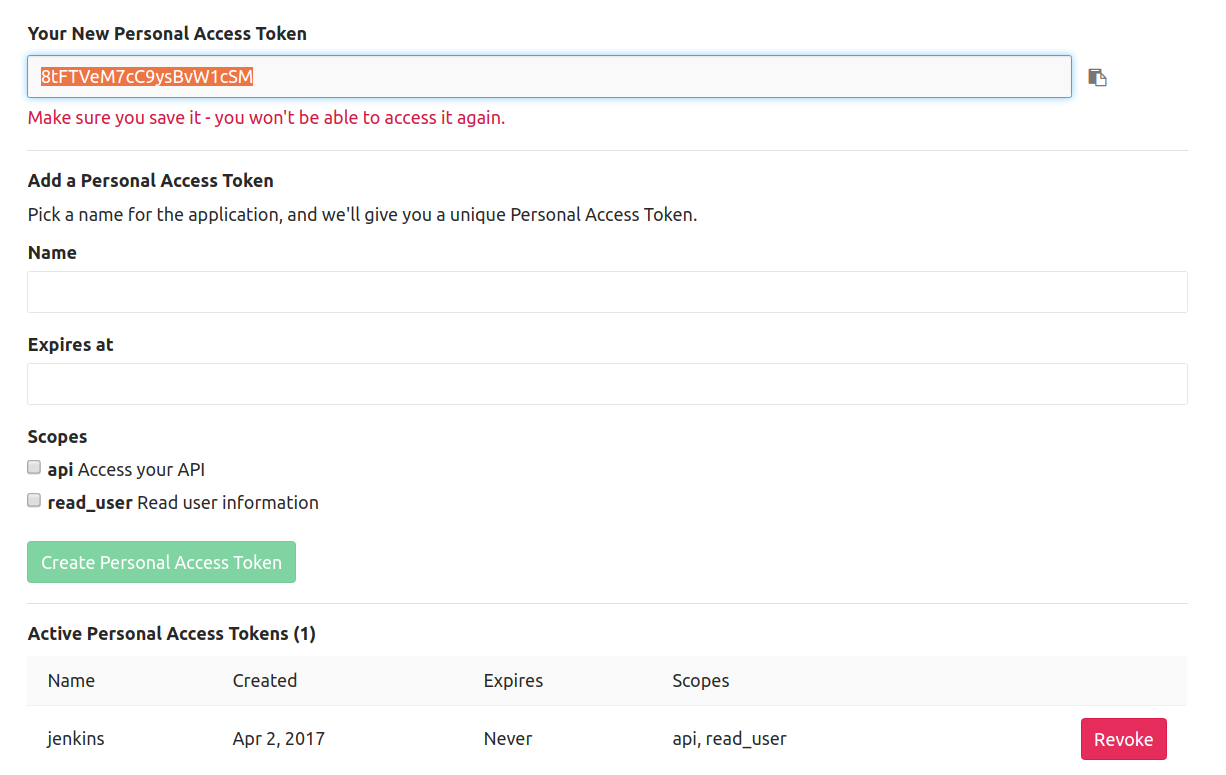 Your New Personal Access Token
8tFTVeM7cC9ysBvW1cSM
Make sure you save it - you won't be able to access it again.
Add a Personal Access Token
Pick a name for the application, and we'll give you a unique Personal Access Token.
Name
Expires at
Scopes
api Access your API
read_user Read user information
Create Personal Access Token
Active Personal Access Tokens (1)
Name Created Expires Scopes
jenkins Apr 2, 2017 Never api, read_user Revoke